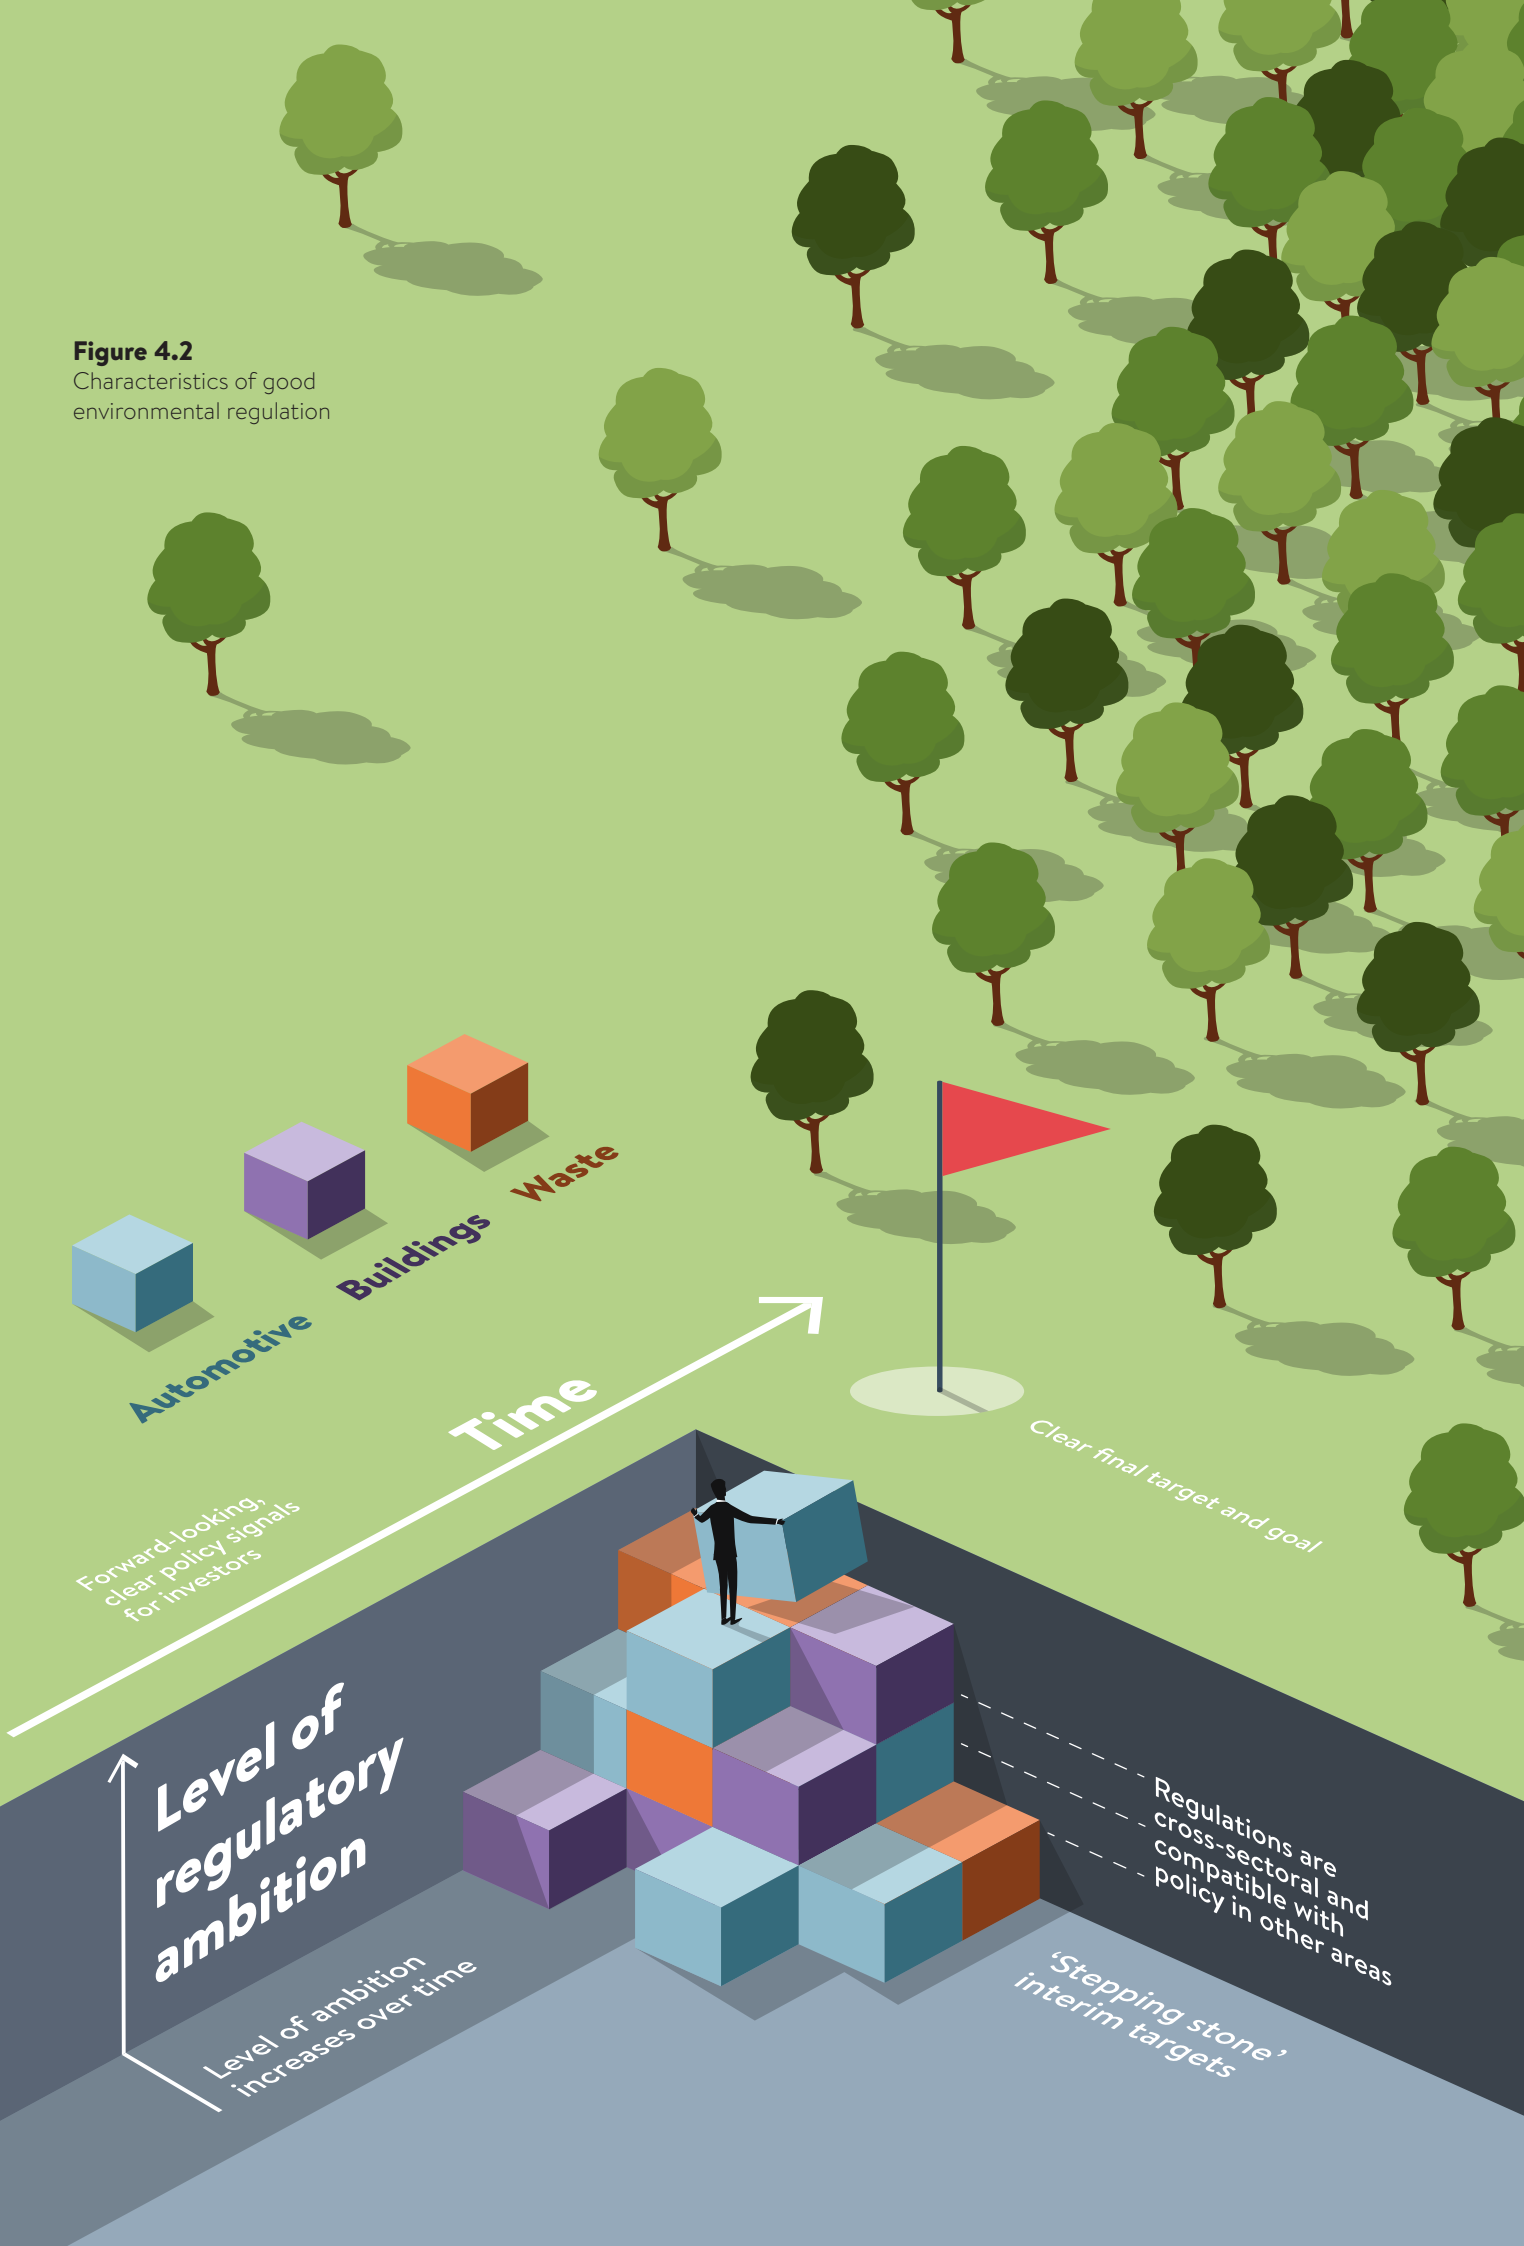 Figure 4.2
Characteristics of good
environmental regulation
Waste
Buildings
Automotive
Time
Clear final target and goal
Forward-looking,
clear policy signals
for investors
Level of
regulatory
ambition
Regulations are
cross-sectoral and
compatible with
policy in other areas
Level of ambition
increases over time
‘Stepping stone’
interim targets